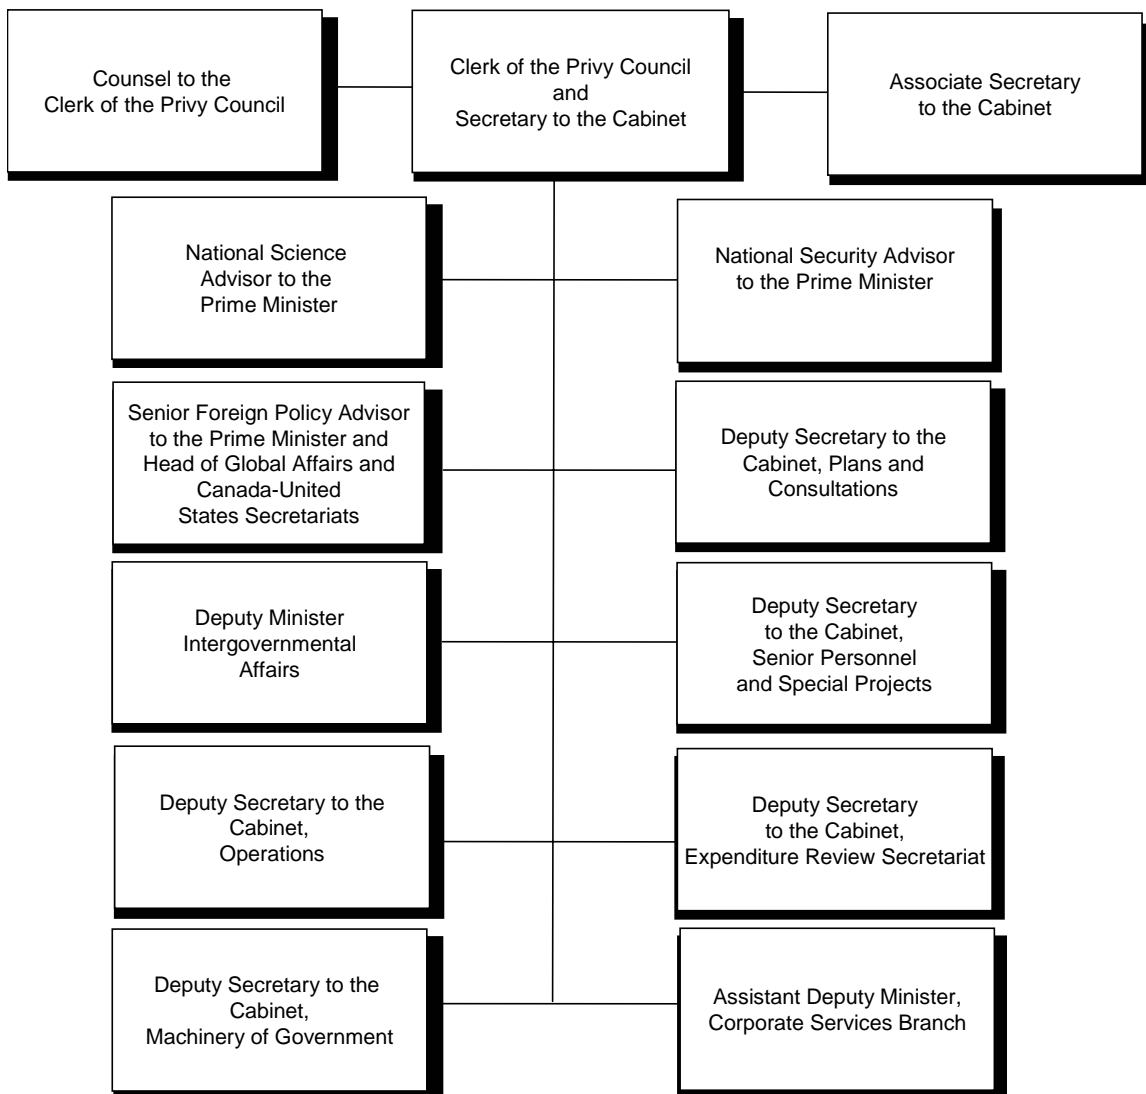 Counsel to the
Clerk of the Privy Council
Clerk of the Privy Council
and
Secretary to the Cabinet
Associate Secretary
to the Cabinet
National Science
Advisor to the
Prime Minister
National Security Advisor
to the Prime Minister
Senior Foreign Policy Advisor
to the Prime Minister and
Head of Global Affairs and
Canada-United
States Secretariats
Deputy Secretary to the
Cabinet, Plans and
Consultations
Deputy Minister
Intergovernmental
Affairs
Deputy Secretary
to the Cabinet,
Senior Personnel
and Special Projects
Deputy Secretary to the
Cabinet,
Operations
Deputy Secretary
to the Cabinet,
Expenditure Review Secretariat
Deputy Secretary to the
Cabinet,
Machinery of Government
Assistant Deputy Minister,
Corporate Services Branch